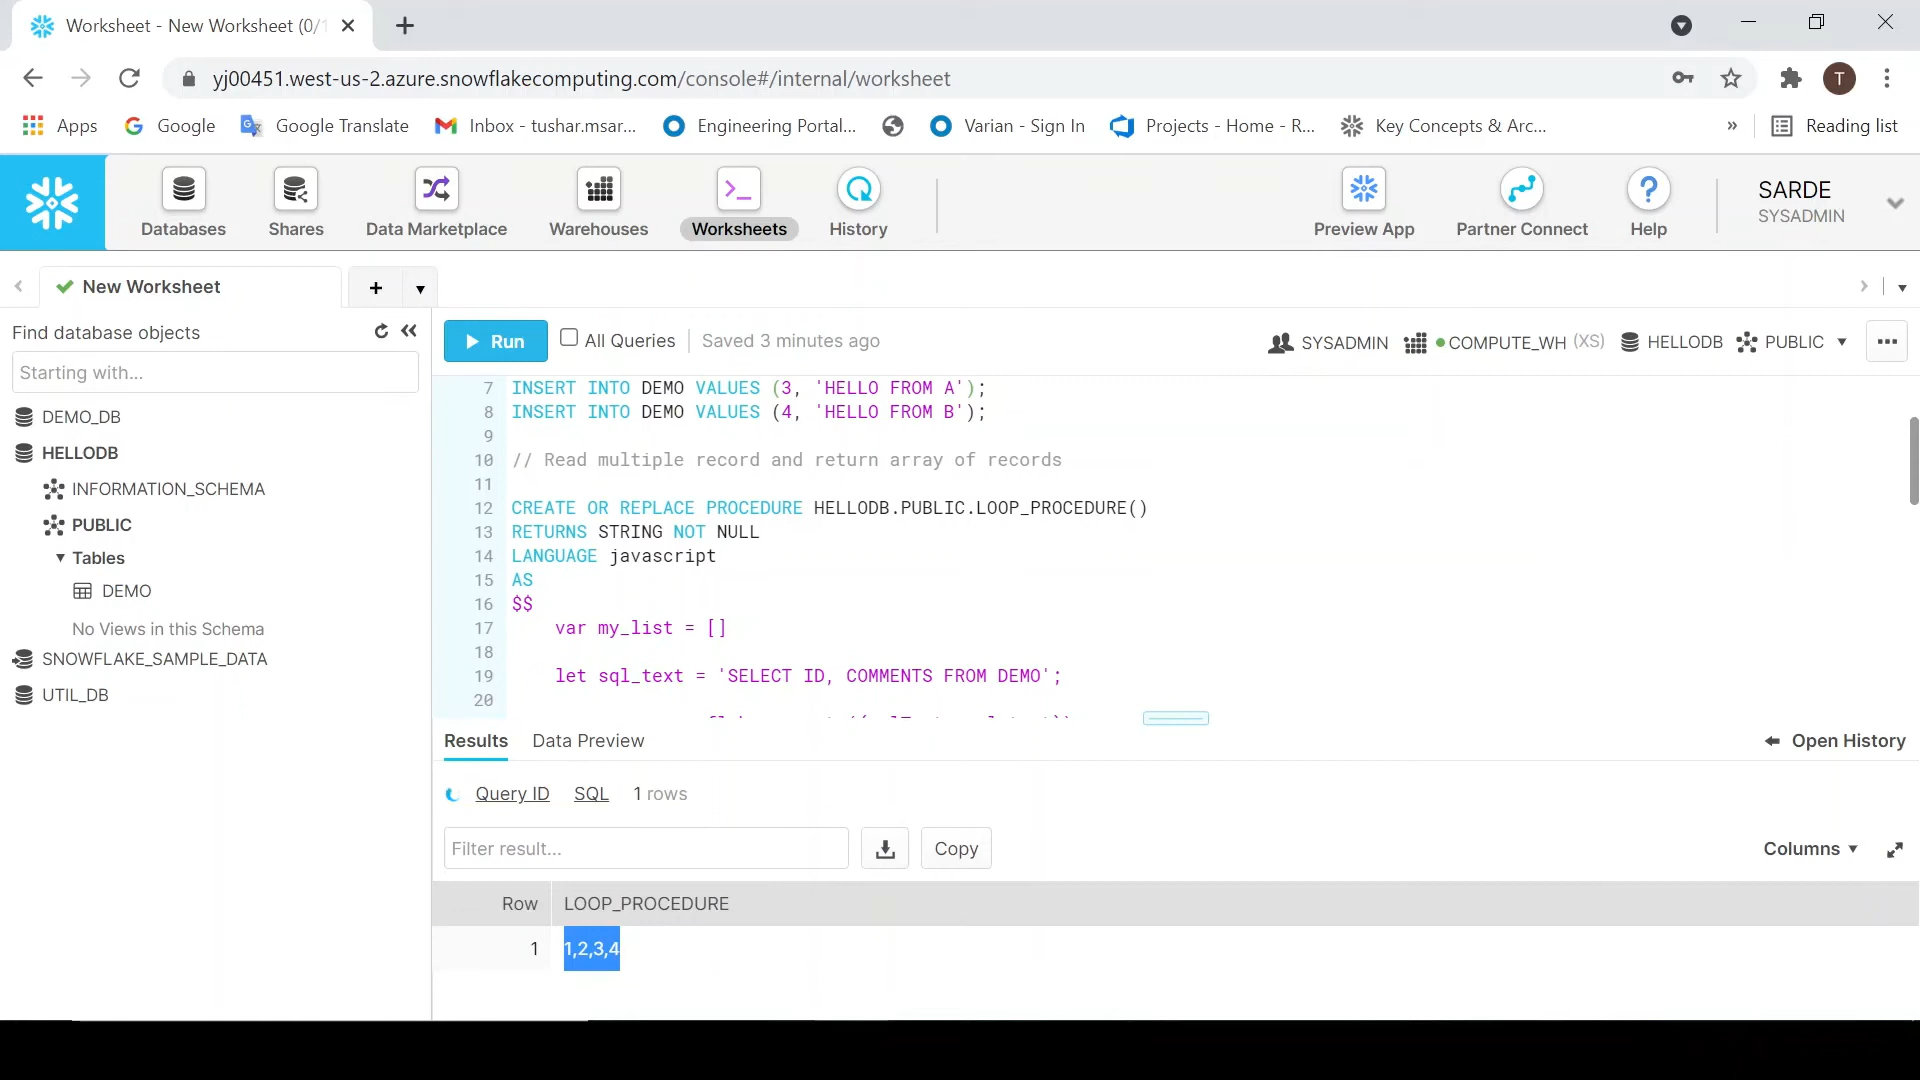 Worksheet - New Worksheet (0/1
yj00451.west-us-2.azure.snowflakecomputing.com/console#/internal/worksheet
T
Apps Google Google Translate Inbox - tushar.msar... Engineering Portal... Varian - Sign In Projects - Home - R... Key Concepts & Arc... » Reading list
Databases Shares Data Marketplace Warehouses Worksheets History Preview App Partner Connect Help
SARDE
SYSADMIN
New Worksheet
Find database objects
Starting with...
DEMO_DB
HELLODB
INFORMATION_SCHEMA
PUBLIC
Tables
DEMO
No Views in this Schema
SNOWFLAKE_SAMPLE_DATA
UTIL_DB
Run All Queries Saved 3 minutes ago SYSADMIN COMPUTE_WH (XS) HELLODB PUBLIC
7 INSERT INTO DEMO VALUES (3, 'HELLO FROM A');
8 INSERT INTO DEMO VALUES (4, 'HELLO FROM B');
9
10 // Read multiple record and return array of records
11
12 CREATE OR REPLACE PROCEDURE HELLODB.PUBLIC.LOOP_PROCEDURE()
13 RETURNS STRING NOT NULL
14 LANGUAGE javascript
15 AS
16 $$
17 var my_list = []
18
19 let sql_text = 'SELECT ID, COMMENTS FROM DEMO';
20
Results Data Preview Open History
Query ID SQL 1 rows
Filter result... Copy Columns
Row LOOP_PROCEDURE
1 1,2,3,4